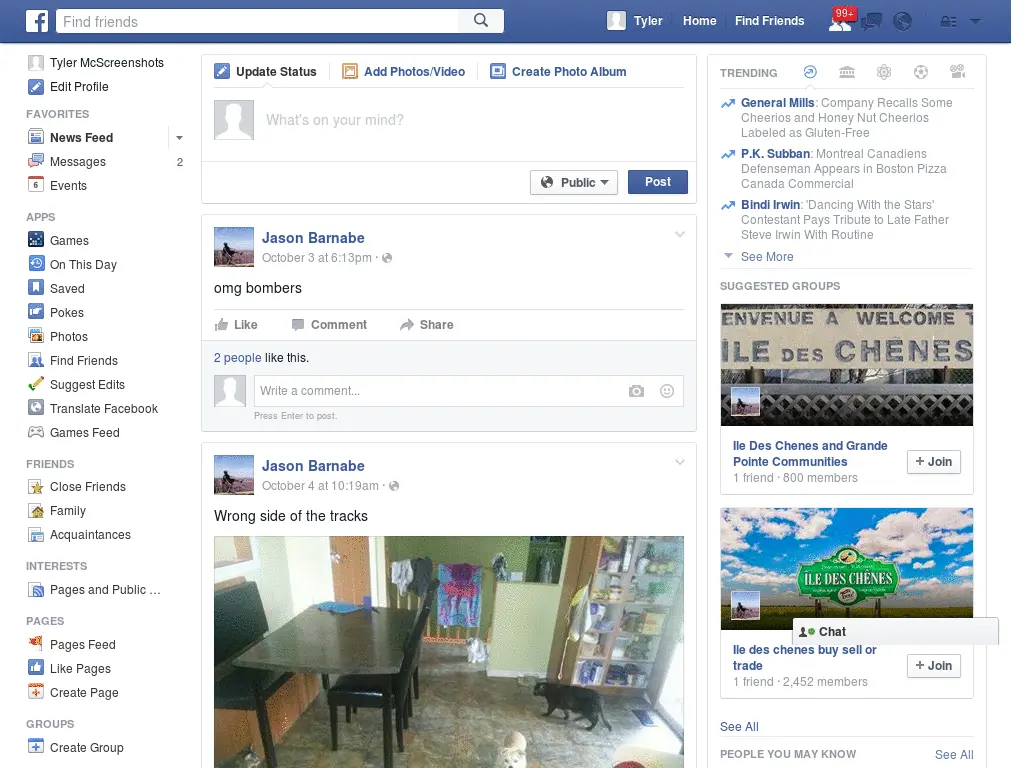 f
Find friends
Tyler
Home
Find Friends
99+
Tyler McScreenshots
Edit Profile
FAVORITES
News Feed
Messages
2
6
Events
APPS
Games
On This Day
Saved
Pokes
Photos
Find Friends
Suggest Edits
Translate Facebook
Games Feed
FRIENDS
Close Friends
Family
Acquaintances
INTERESTS
Pages and Public ...
PAGES
Pages Feed
Like Pages
Create Page
GROUPS
Create Group
Update Status
Add Photos/Video
Create Photo Album
What's on your mind?
Public
Post
Jason Barnabe
October 3 at 6:13pm ·
omg bombers
Like
Comment
Share
2 people like this.
Write a comment...
Press Enter to post.
Jason Barnabe
October 4 at 10:19am ·
Wrong side of the tracks
TRENDING
General Mills: Company Recalls Some
Cheerios and Honey Nut Cheerios
Labeled as Gluten-Free
P.K. Subban: Montreal Canadiens
Defenseman Appears in Boston Pizza
Canada Commercial
Bindi Irwin: 'Dancing With the Stars'
Contestant Pays Tribute to Late Father
Steve Irwin With Routine
See More
SUGGESTED GROUPS
ENVENUE A WELCOME T
ÎLE DES CHÊNES
Ile Des Chenes and Grande
Pointe Communities
1 friend · 800 members
+ Join
ÎLE DES CHÊNES
Chat
Ile des chenes buy sell or
trade
1 friend · 2,452 members
+ Join
See All
PEOPLE YOU MAY KNOW
See All